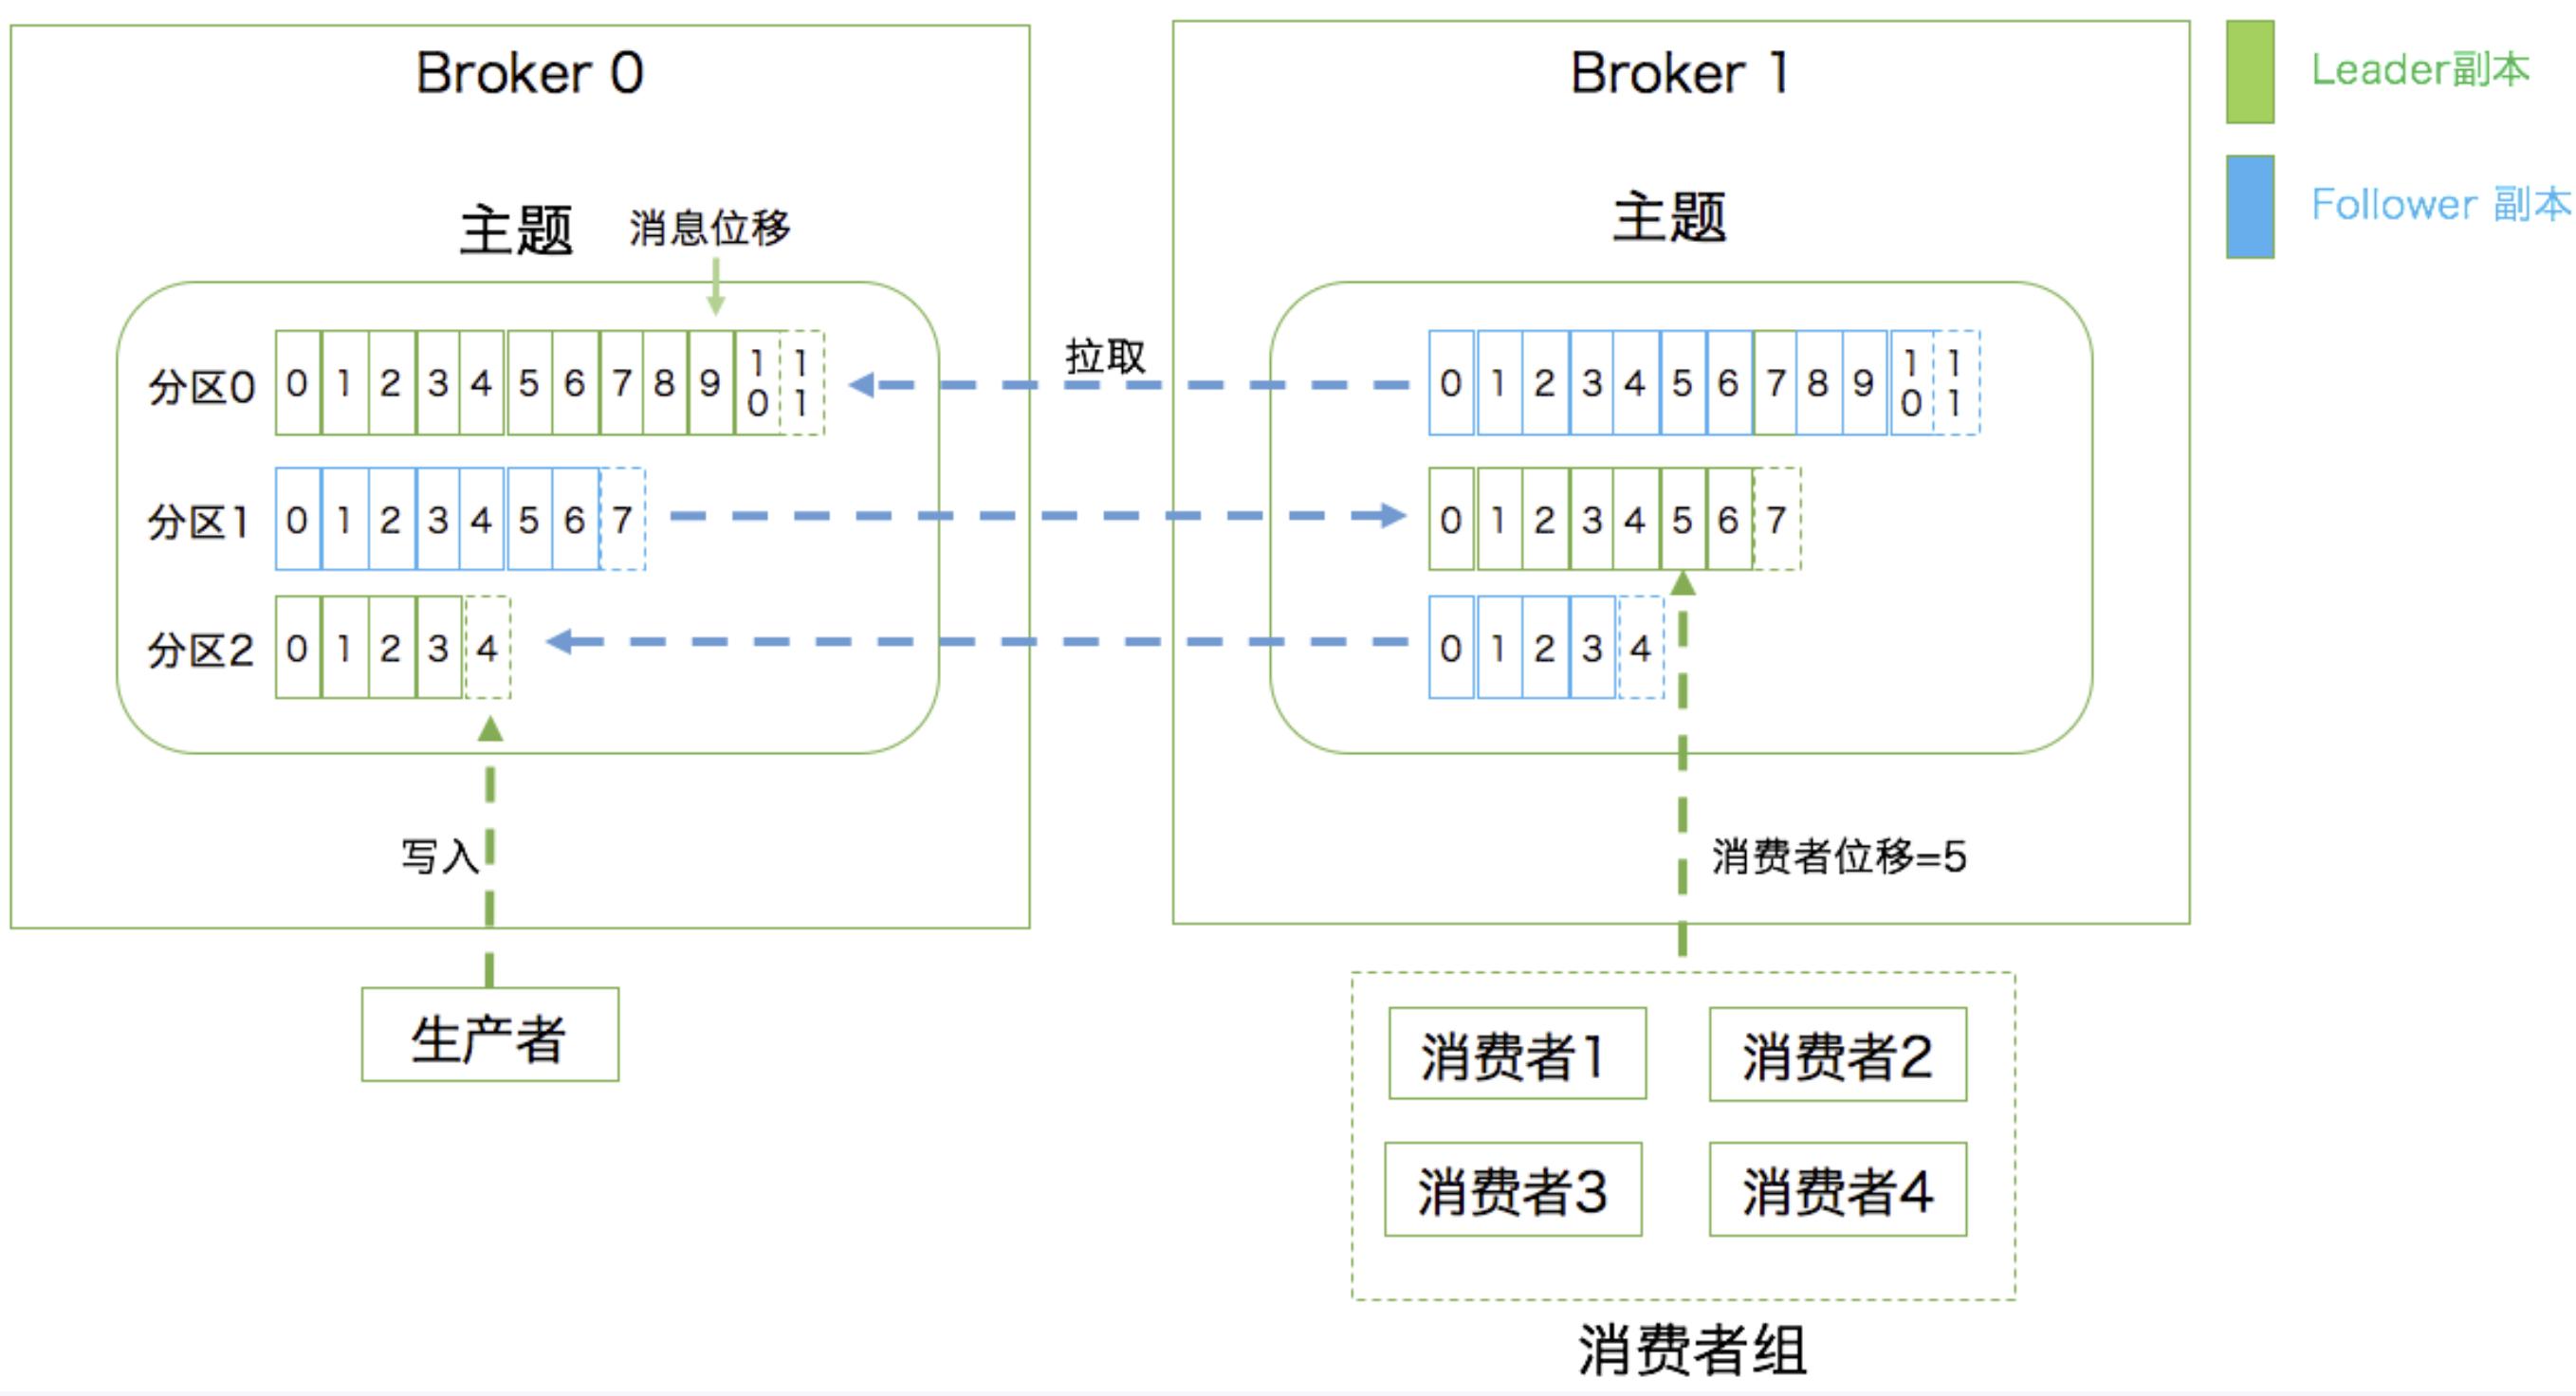 Broker 0
主题
消息位移
分区0 0 1 2 3 4 5 6 7 8 9 10 11
分区1 0 1 2 3 4 5 6 7
分区2 0 1 2 3 4
写入
生产者
拉取
Broker 1
主题
0 1 2 3 4 5 6 7 8 9 10 11
0 1 2 3 4 5 6 7
0 1 2 3 4
消费者位移=5
消费者1 消费者2
消费者3 消费者4
消费者组
Leader副本
Follower 副本